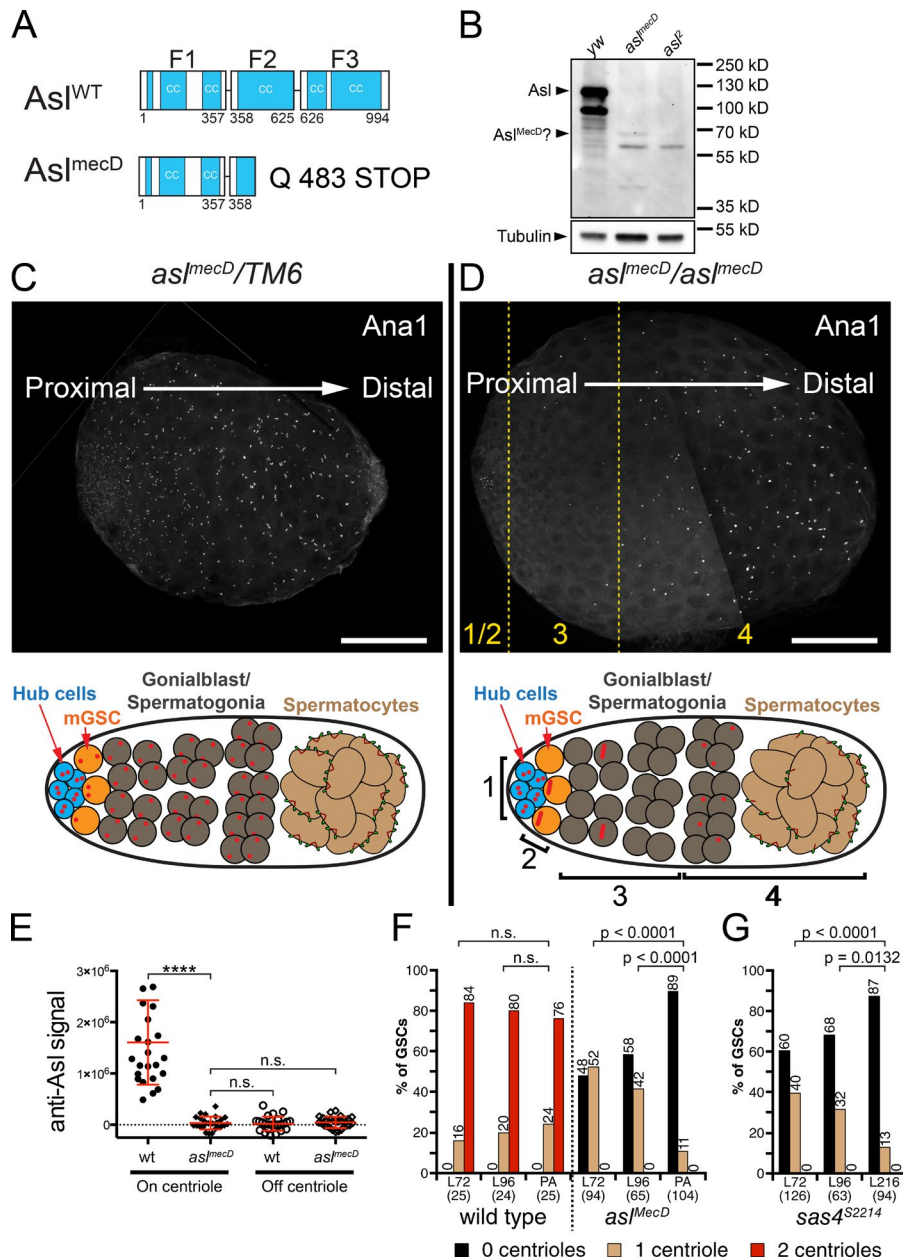 A
F1 F2 F3
Asl^WT
CC CC CC CC CC
1 357 358 625 626 994
Asl^mecD
CC CC
Q 483 STOP
1 357 358
B
yw asl^mecD asl^2
250 kD
130 kD
Asl
100 kD
Asl^MecD?
70 kD
55 kD
35 kD
55 kD
Tubulin
C
asl^mecD/TM6
Ana1
Proximal Distal
Hub cells
mGSC
Gonialblast/
Spermatogonia
Spermatocytes
D
asl^mecD/asl^mecD
Ana1
Proximal Distal
1/2 3 4
Hub cells
mGSC
Gonialblast/
Spermatogonia
Spermatocytes
1
2
3
4
E
anti-Asl signal
3×10^6
2×10^6
1×10^6
0
****
n.s.
n.s.
wt asl^mecD wt asl^mecD
On centriole Off centriole
F
n.s.
n.s.
p < 0.0001
p <0.0001
% of GSCs
100
80
60
40
20
0
0 16 84 0 20 80 0 24 76 48 52 0 58 42 0 89 11 0
L72 L96 PA L72 L96 PA
(25) (24) (25) (94) (65) (104)
wild type asl^MecD
G
p < 0.0001
p = 0.0132
% of GSCs
100
80
60
40
20
0
60 40 0 68 32 0 87 13 0
L72 L96 L216
(126) (63) (94)
sas4^S2214
0 centrioles 1 centriole 2 centrioles